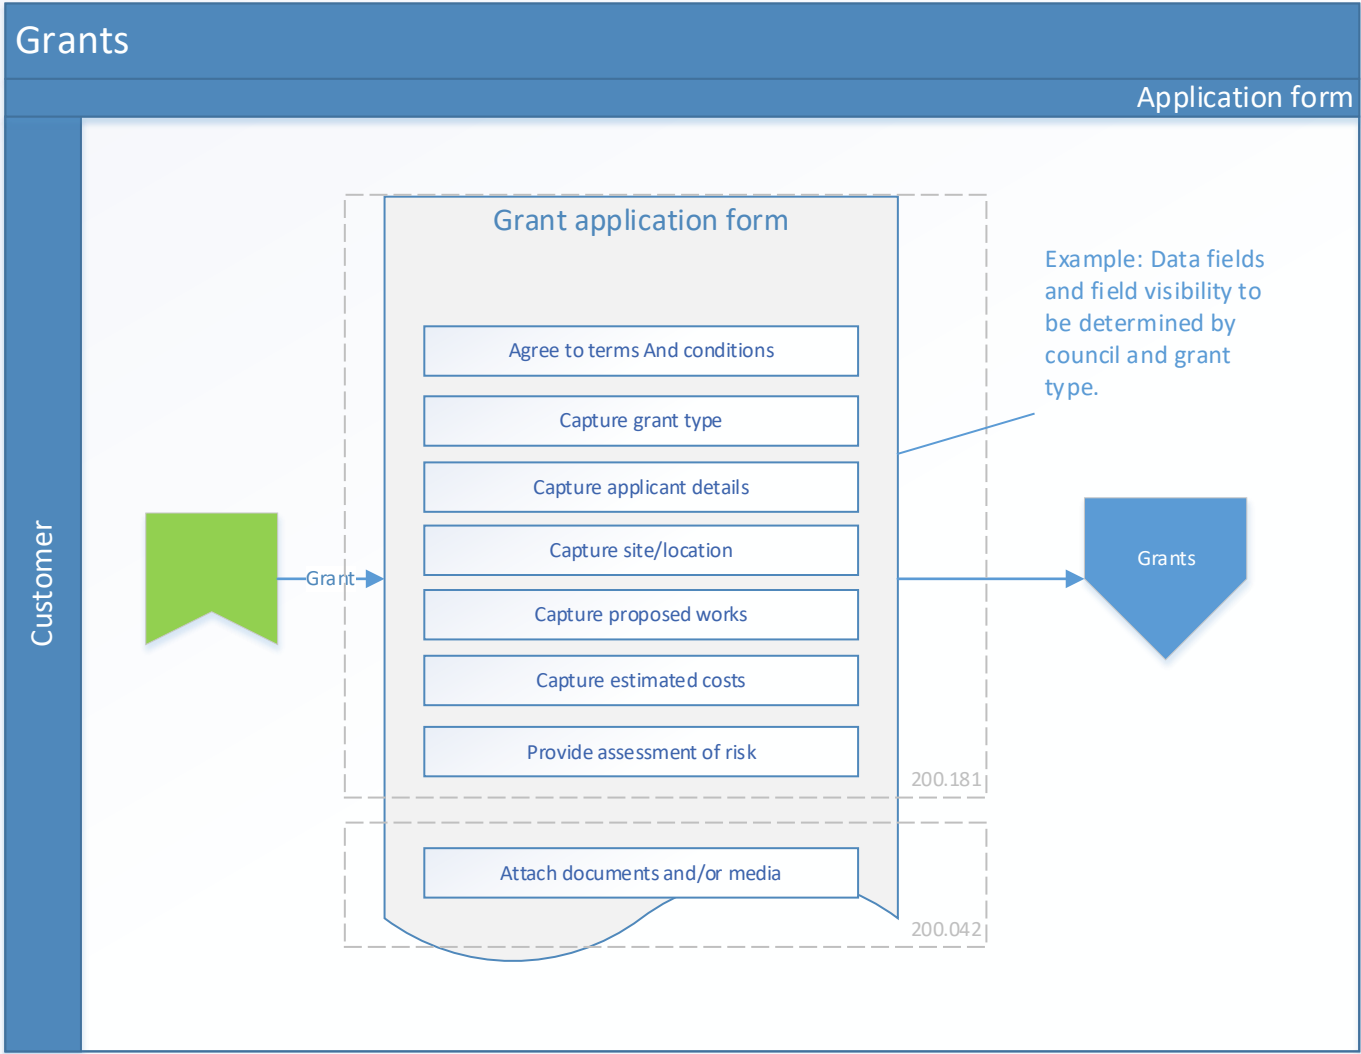 Grants
Application form
Customer
Grant application form
Example: Data fields
and field visibility to
be determined by
council and grant
type.
Agree to terms And conditions
Capture grant type
Capture applicant details
Capture site/location
Grant
Grants
Capture proposed works
Capture estimated costs
Provide assessment of risk
200.181
Attach documents and/or media
200.042